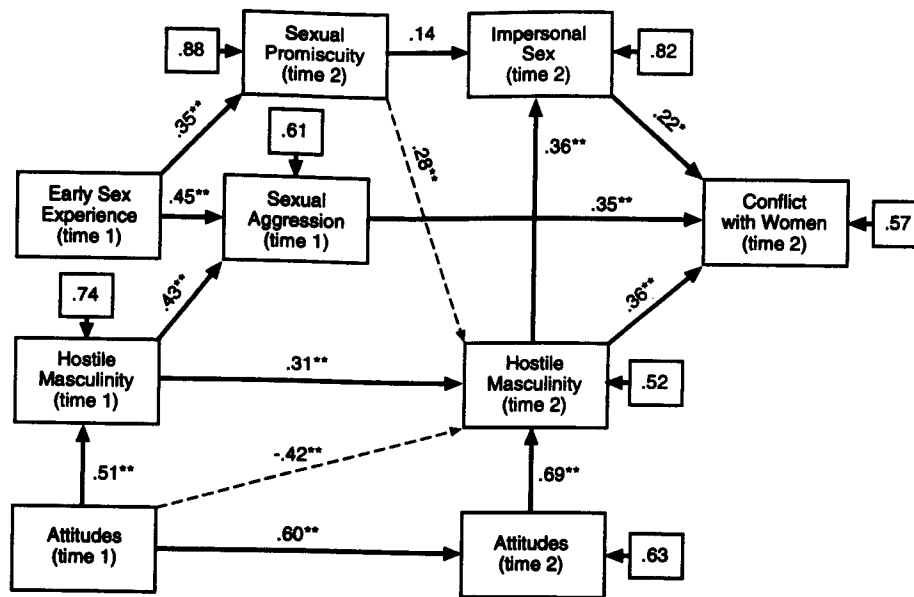 .88
Sexual
Promiscuity
(time 2)
.14
Impersonal
Sex
(time 2)
.82
.35**
.61
.28**
.36**
.22*
Early Sex
Experience
(time 1)
.45**
Sexual
Aggression
(time 1)
.35**
Conflict
with Women
(time 2)
.57
.74
.43**
.36**
Hostile
Masculinity
(time 1)
.31**
Hostile
Masculinity
(time 2)
.52
.51**
-.42**
.69**
Attitudes
(time 1)
.60**
Attitudes
(time 2)
.63